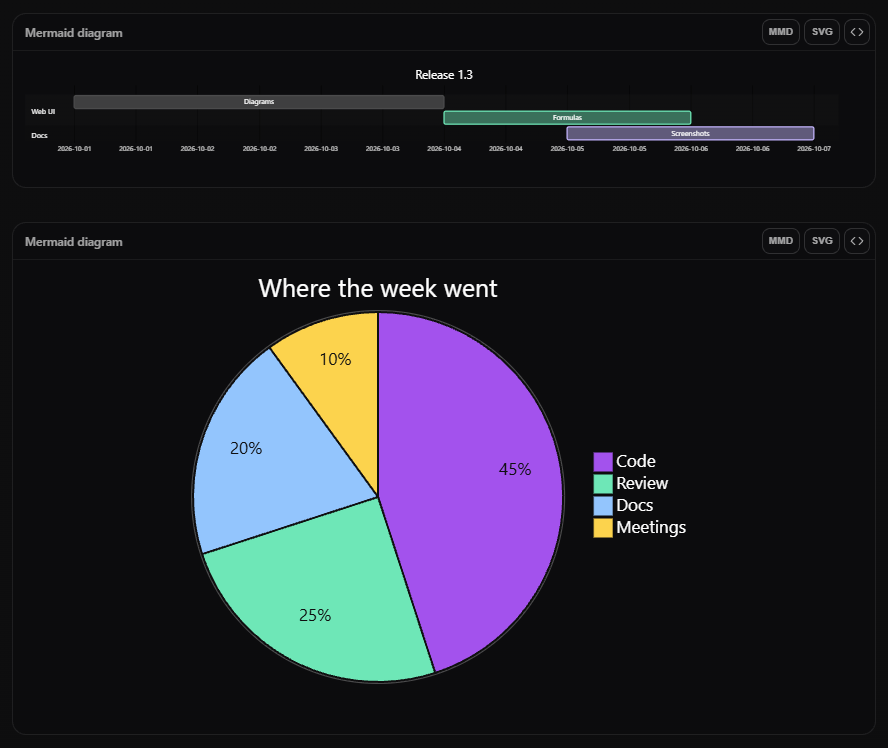 Mermaid diagram
MMD SVG <>
Release 1.3
Diagrams
Web UI
Formulas
Docs
Screenshots
2026-10-01 2026-10-01 2026-10-02 2026-10-02 2026-10-03 2026-10-03 2026-10-04 2026-10-04 2026-10-05 2026-10-05 2026-10-06 2026-10-06 2026-10-07
Mermaid diagram
MMD SVG <>
Where the week went
10%
20%
45%
25%
Code
Review
Docs
Meetings